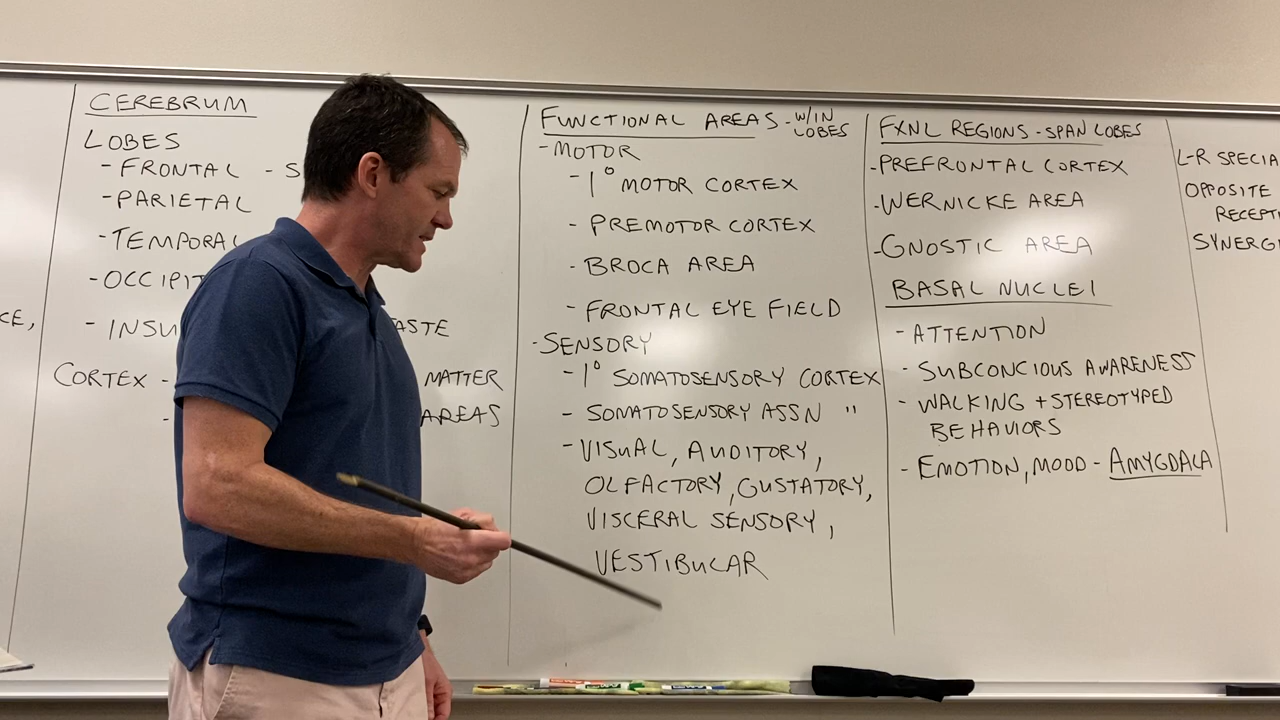 CE,
CEREBRUM
LOBES
- FRONTAL - S
- PARIETAL
- TEMPORAL
- OCCIPIT
- INSU ASTE
CORTEX - MATTER
- AREAS
FUNCTIONAL AREAS - W/IN LOBES
- MOTOR
- 1° MOTOR CORTEX
- PREMOTOR CORTEX
- BROCA AREA
- FRONTAL EYE FIELD
- SENSORY
- 1° SOMATOSENSORY CORTEX
- SOMATOSENSORY ASSN "
- VISUAL, AUDITORY,
OLFACTORY, GUSTATORY,
VISCERAL SENSORY,
VESTIBULAR
FXNL REGIONS - SPAN LOBES
- PREFRONTAL CORTEX
- WERNICKE AREA
- GNOSTIC AREA
BASAL NUCLEI
- ATTENTION
- SUBCONCIOUS AWARENESS
- WALKING + STEREOTYPED
BEHAVIORS
- EMOTION, MOOD - AMYGDALA
L-R SPECIA
OPPOSITE
RECEPT
SYNERGI